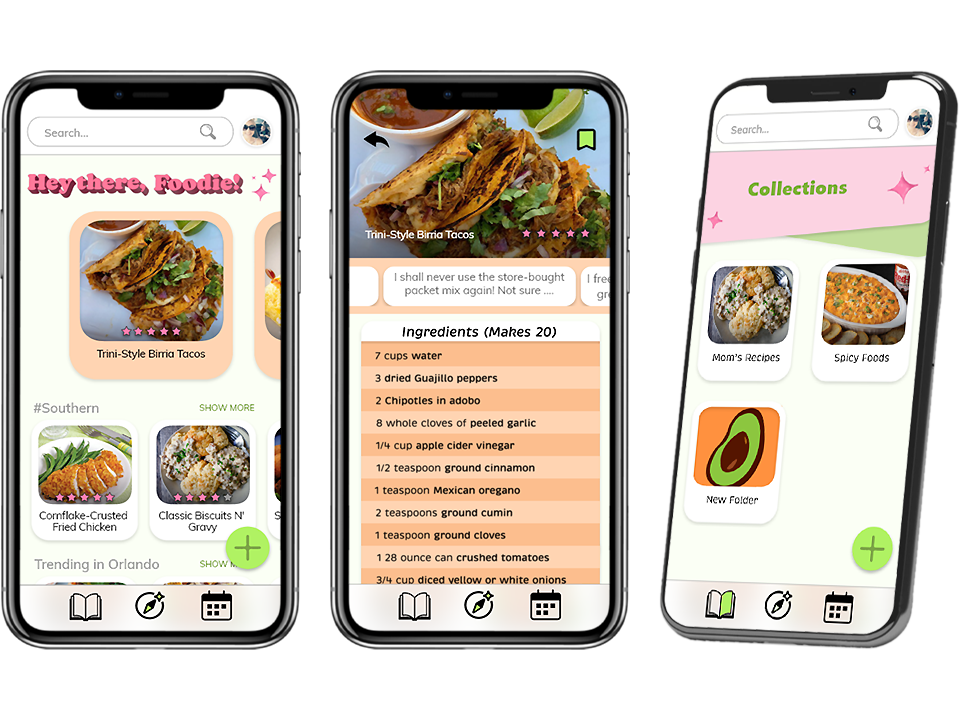 Search...
Hey there, Foodie!
Trini-Style Birria Tacos
#Southern
SHOW MORE
Cornflake-Crusted
Fried Chicken
Classic Biscuits N'
Gravy
S
Trending in Orlando
SHOW M
Trini-Style Birria Tacos
I shall never use the store-bought
packet mix again! Not sure ....
I free
gr
Ingredients (Makes 20)
7 cups water
3 dried Guajillo peppers
2 Chipotles in adobo
8 whole cloves of peeled garlic
1/4 cup apple cider vinegar
1/2 teaspoon ground cinnamon
1 teaspoon Mexican oregano
2 teaspoons ground cumin
1 teaspoon ground cloves
1 28 ounce can crushed tomatoes
3/4 cup diced yellow or white onions
Search...
Collections
Mom's Recipes
Spicy Foods
New Folder